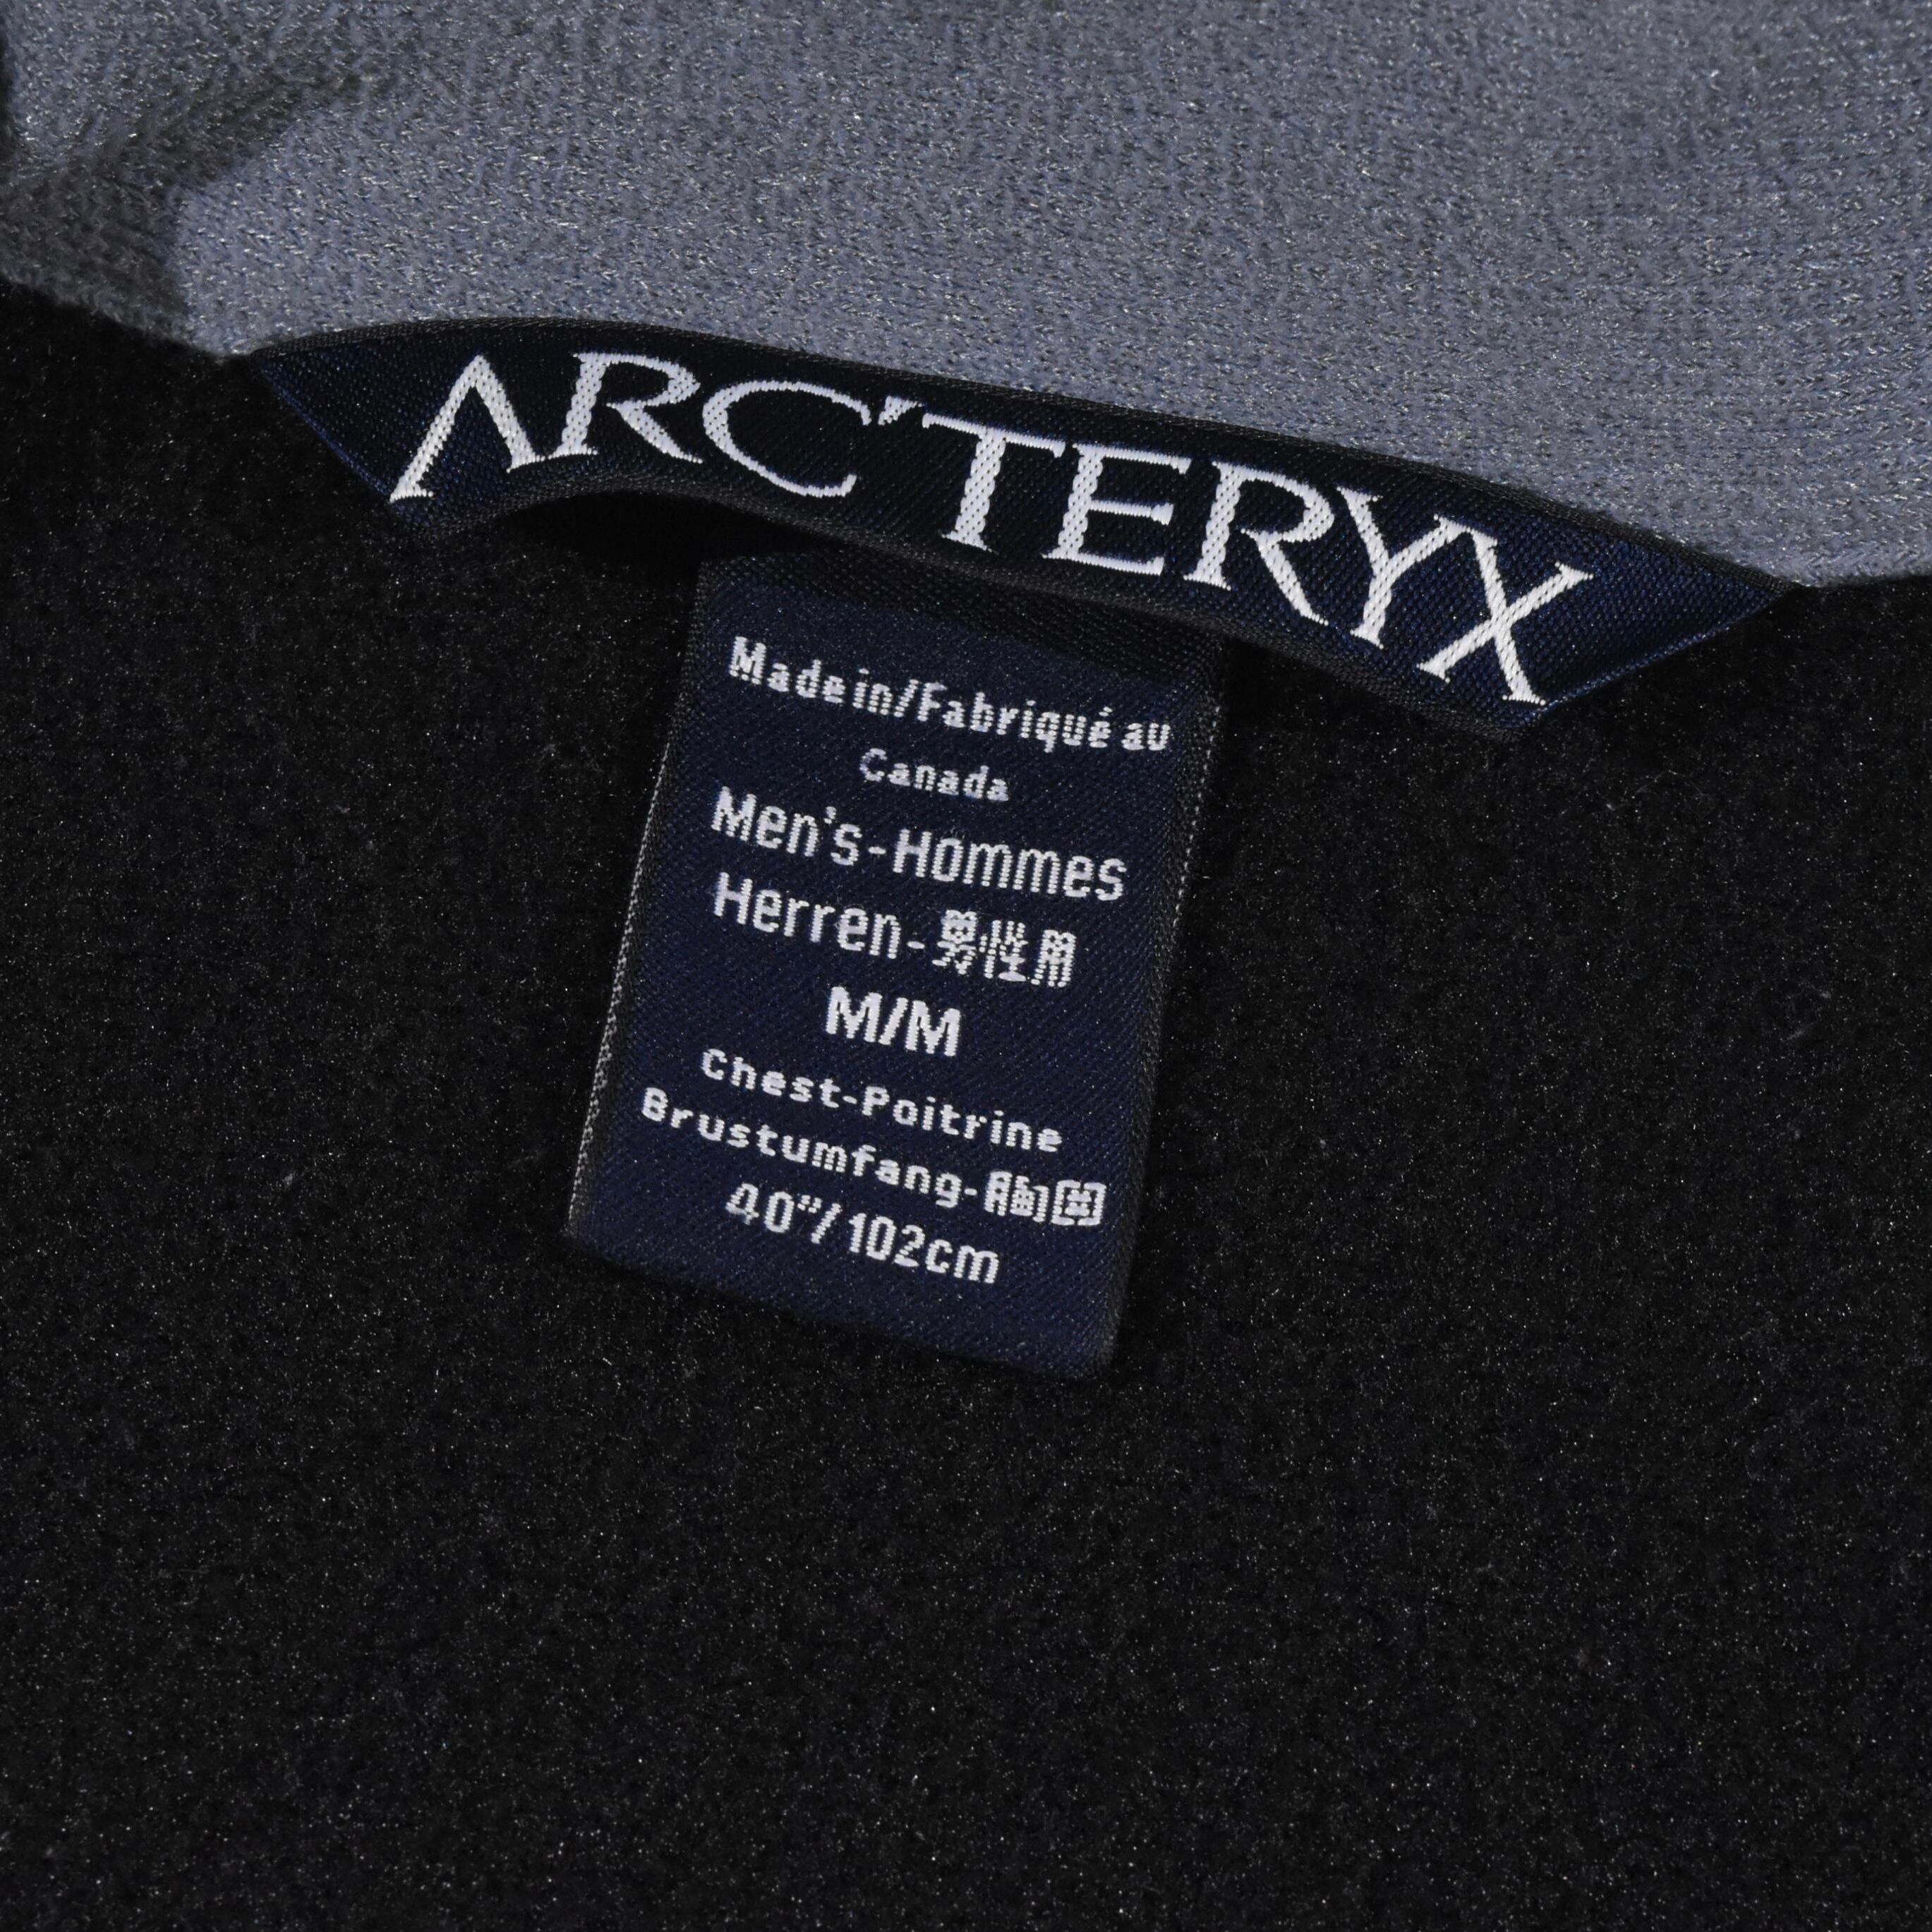 ARC'TERYX
Made in/Fabriqué au
Canada
Men's-Hommes
Herren-男性用
M/M
Chest-Poitrine
Brustumfang-胸囲
40"/102cm